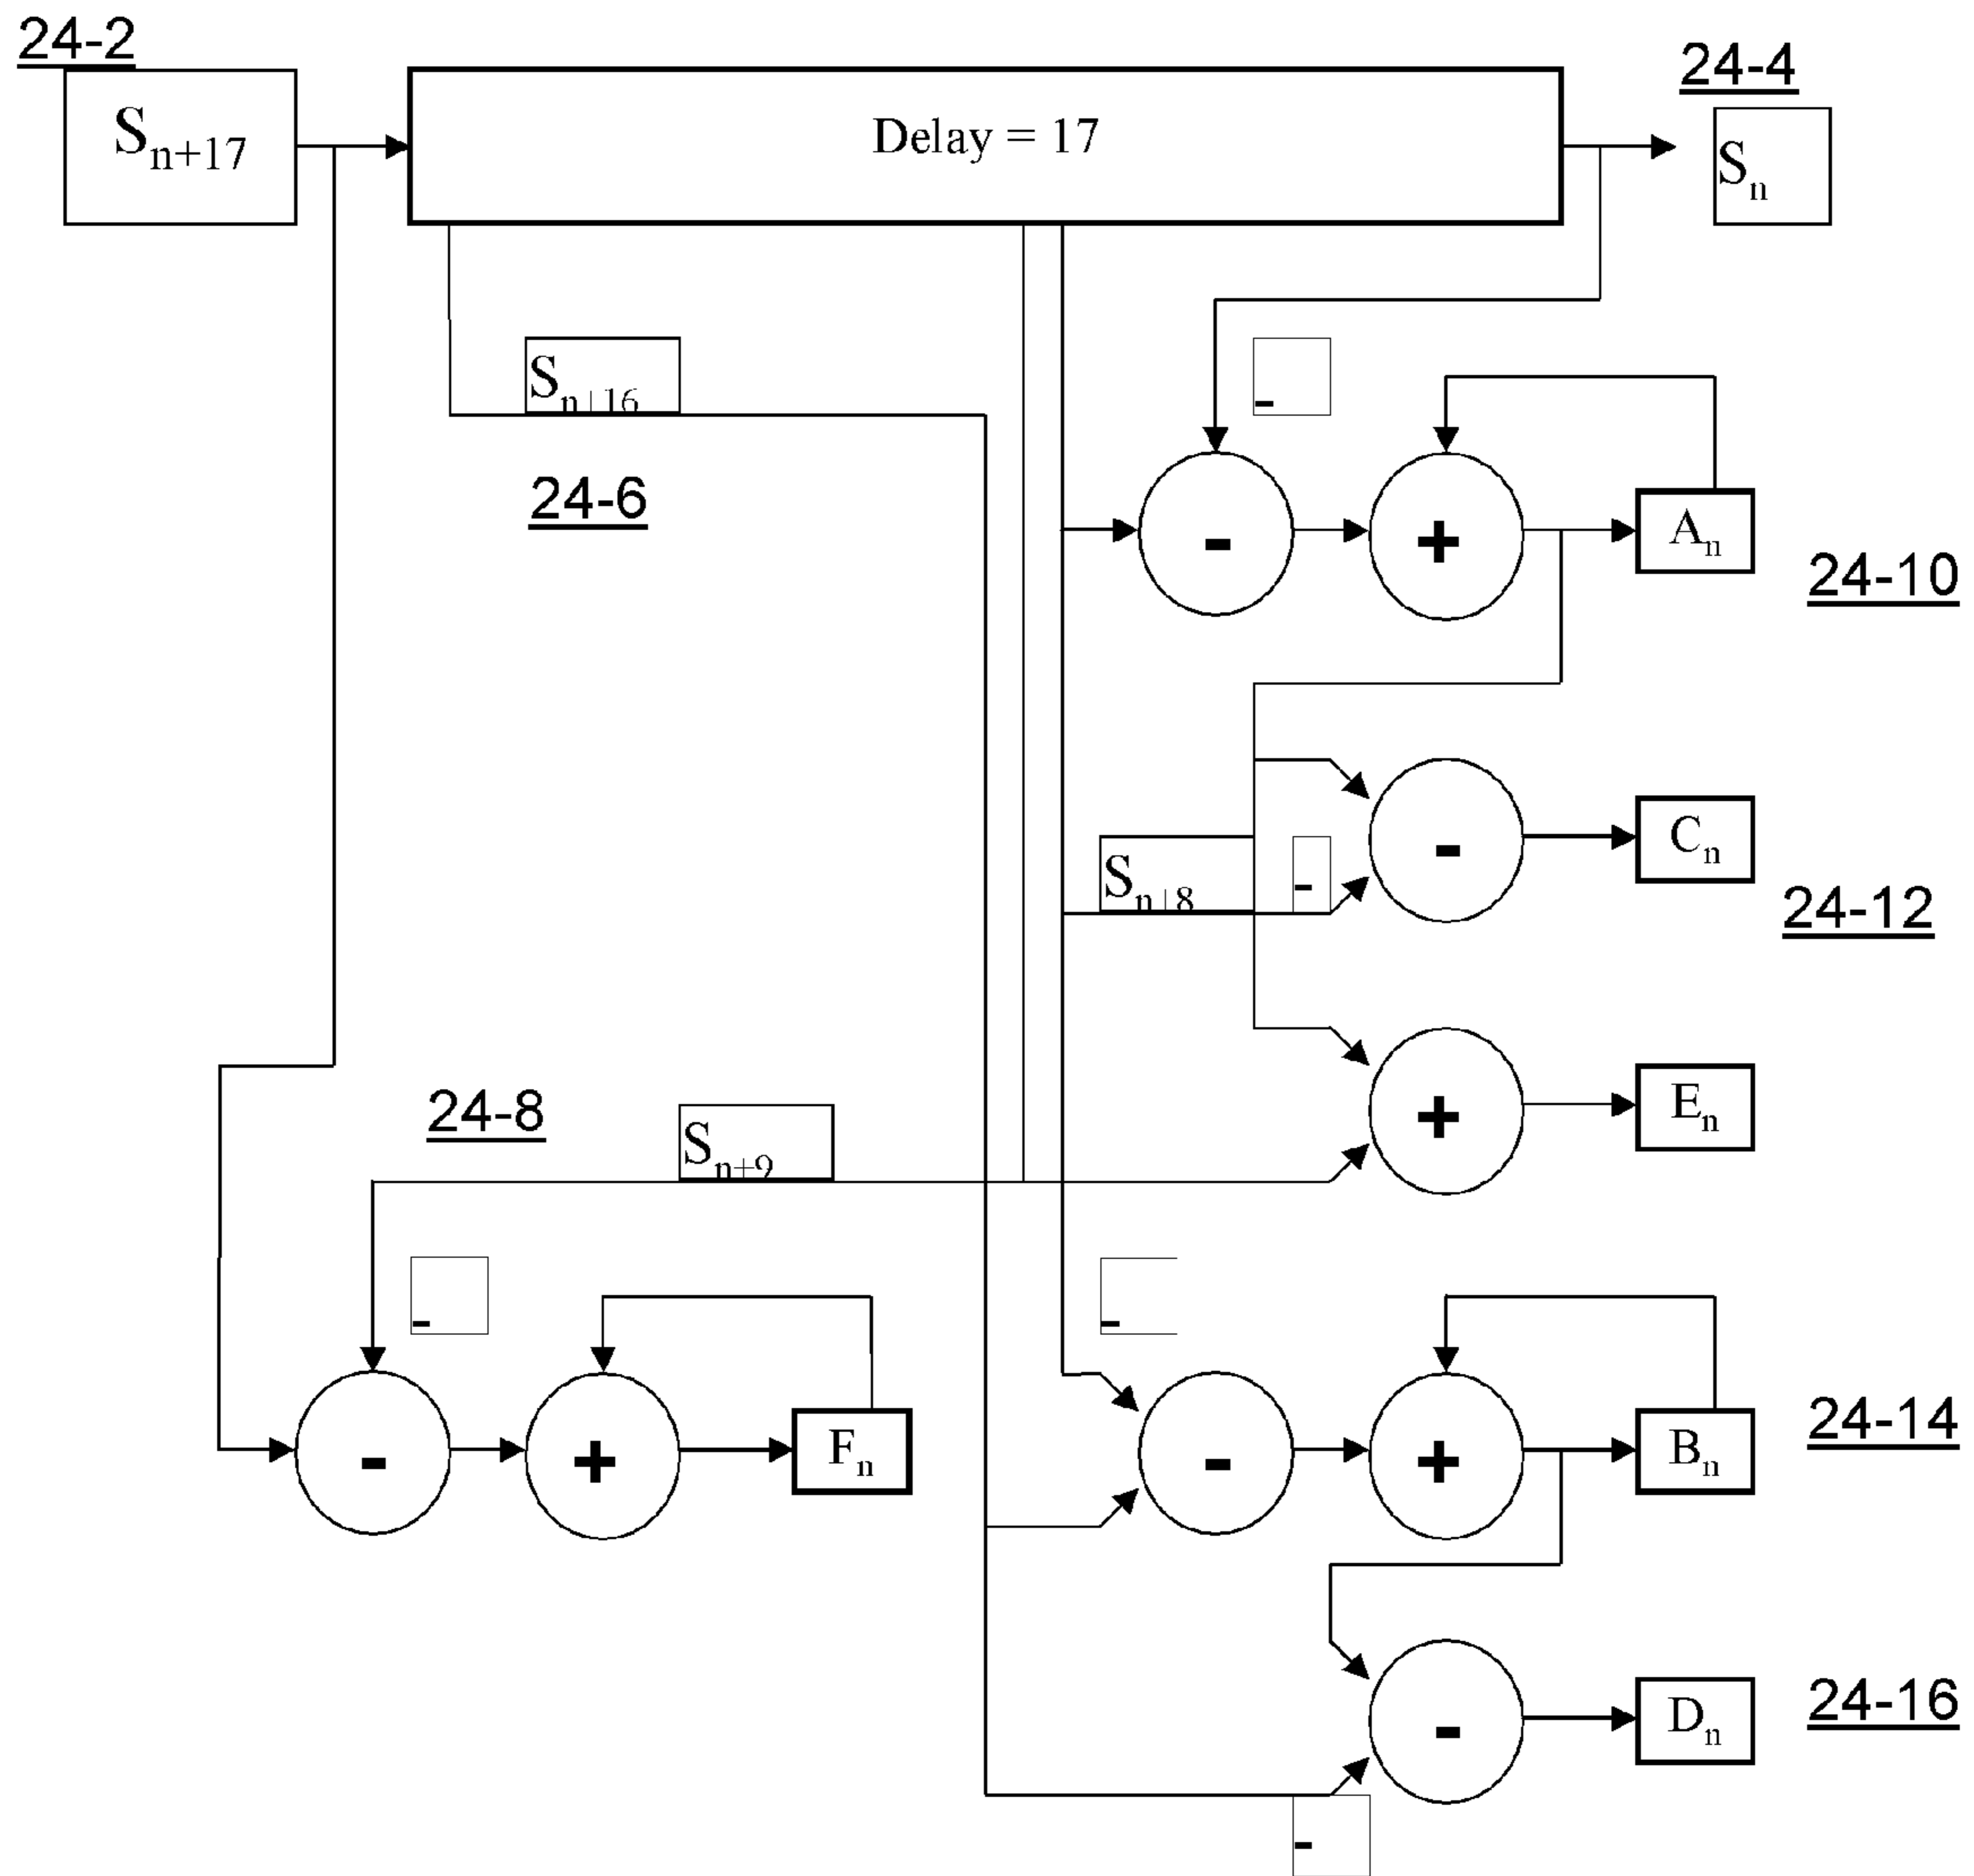 24-2
24-4
S n+17
Delay = 17
S n
-
S n+16
24-6
-
+
A n
24-10
-
C n
S n+8
-
24-12
+
E n
24-8
S n+9
-
-
-
+
F n
-
+
B n
24-14
-
D n
24-16
-